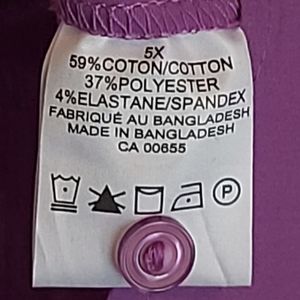 5X
59%COTON/COTTON
37%POLYESTER
4%ELASTANE/SPANDEX
FABRIQUÉ AU BANGLADESH
MADE IN BANGLADESH
CA 00655
P